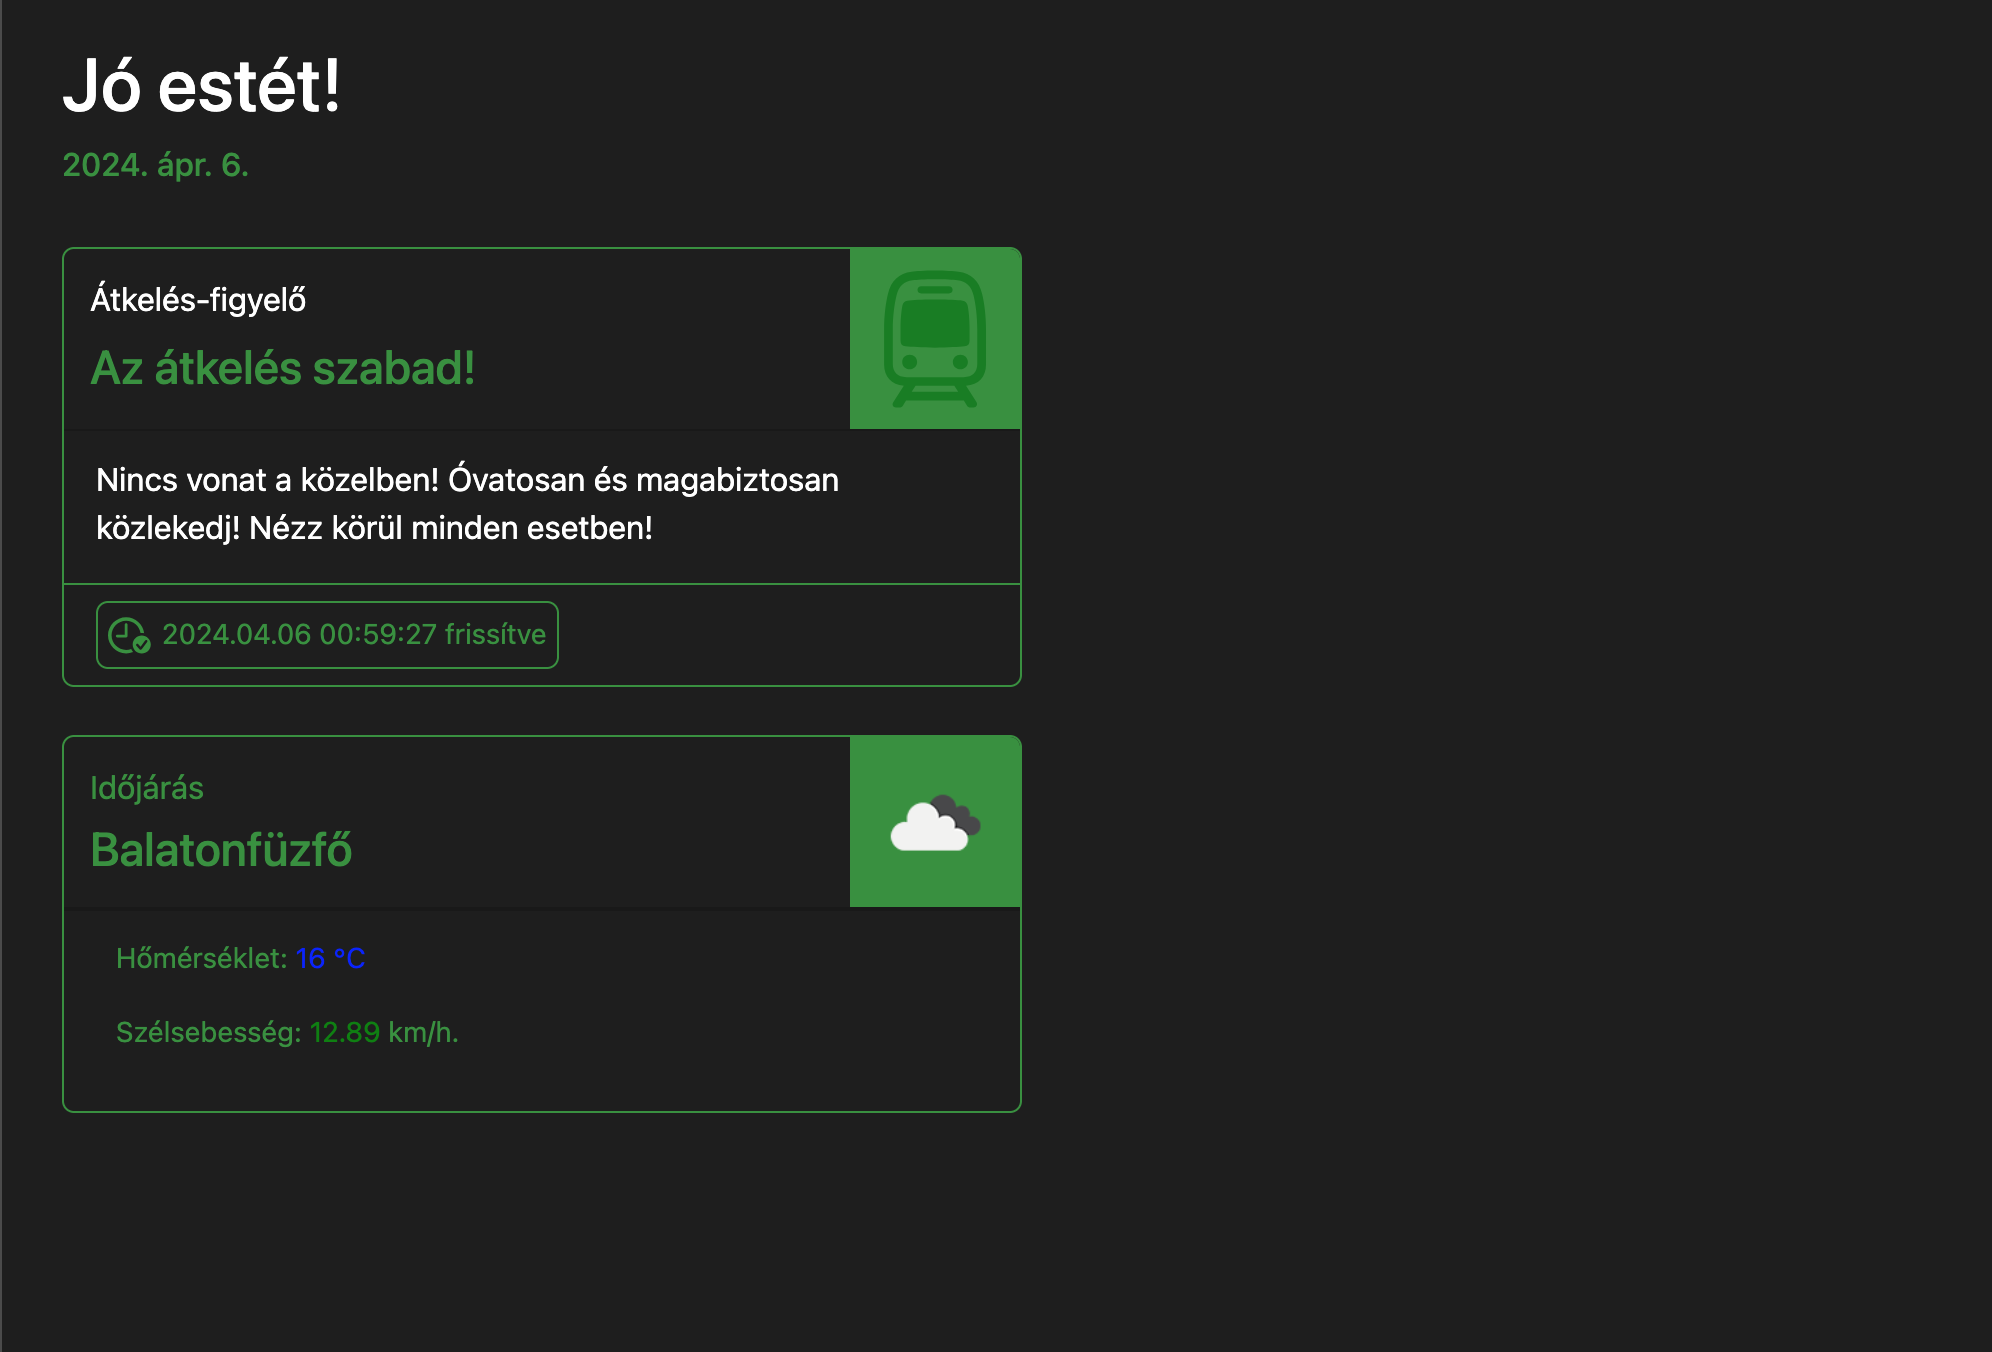 Jó estét!
2024. ápr. 6.
Átkelés-figyelő
Az átkelés szabad!
Nincs vonat a közelben! Óvatosan és magabiztosan
közlekedj! Nézz körül minden esetben!
2024.04.06 00:59:27 frissítve
Időjárás
Balatonfüzfő
Hőmérséklet: 16 °C
Szélsebesség: 12.89 km/h.